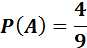 P(A) = 4/9